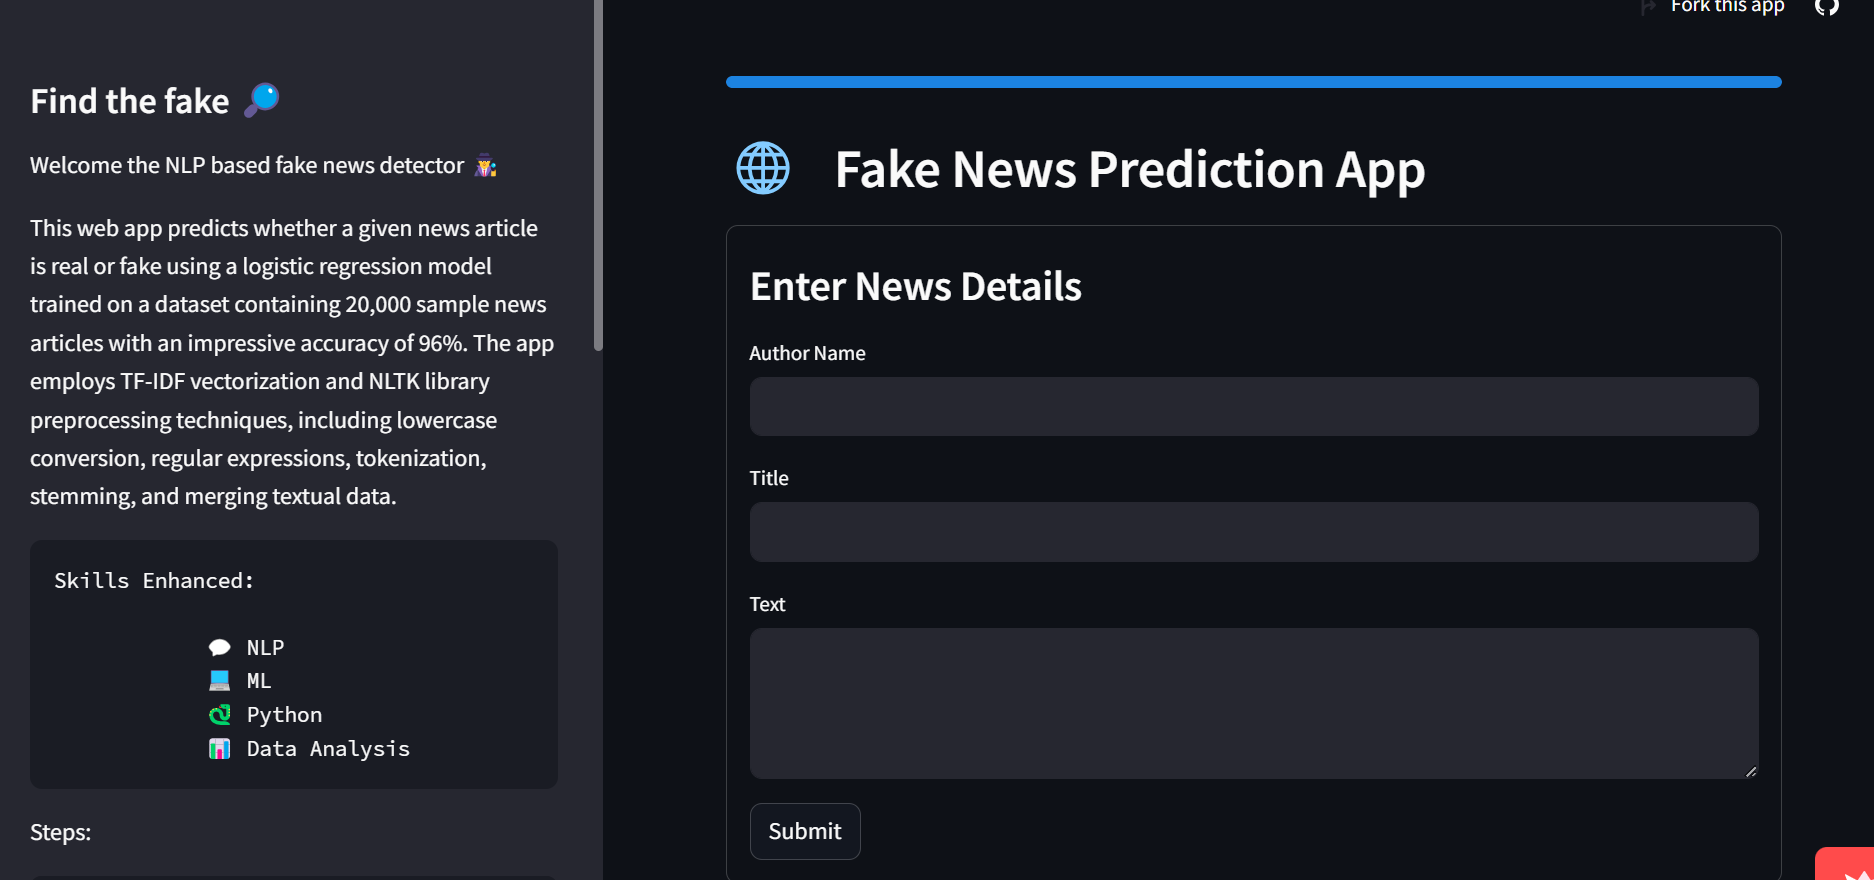 Fork this app
Find the fake
Welcome the NLP based fake news detector
This web app predicts whether a given news article
is real or fake using a logistic regression model
trained on a dataset containing 20,000 sample news
articles with an impressive accuracy of 96%. The app
employs TF-IDF vectorization and NLTK library
preprocessing techniques, including lowercase
conversion, regular expressions, tokenization,
stemming, and merging textual data.
Skills Enhanced:
NLP
ML
Python
Data Analysis
Steps:
Fake News Prediction App
Enter News Details
Author Name
Title
Text
Submit